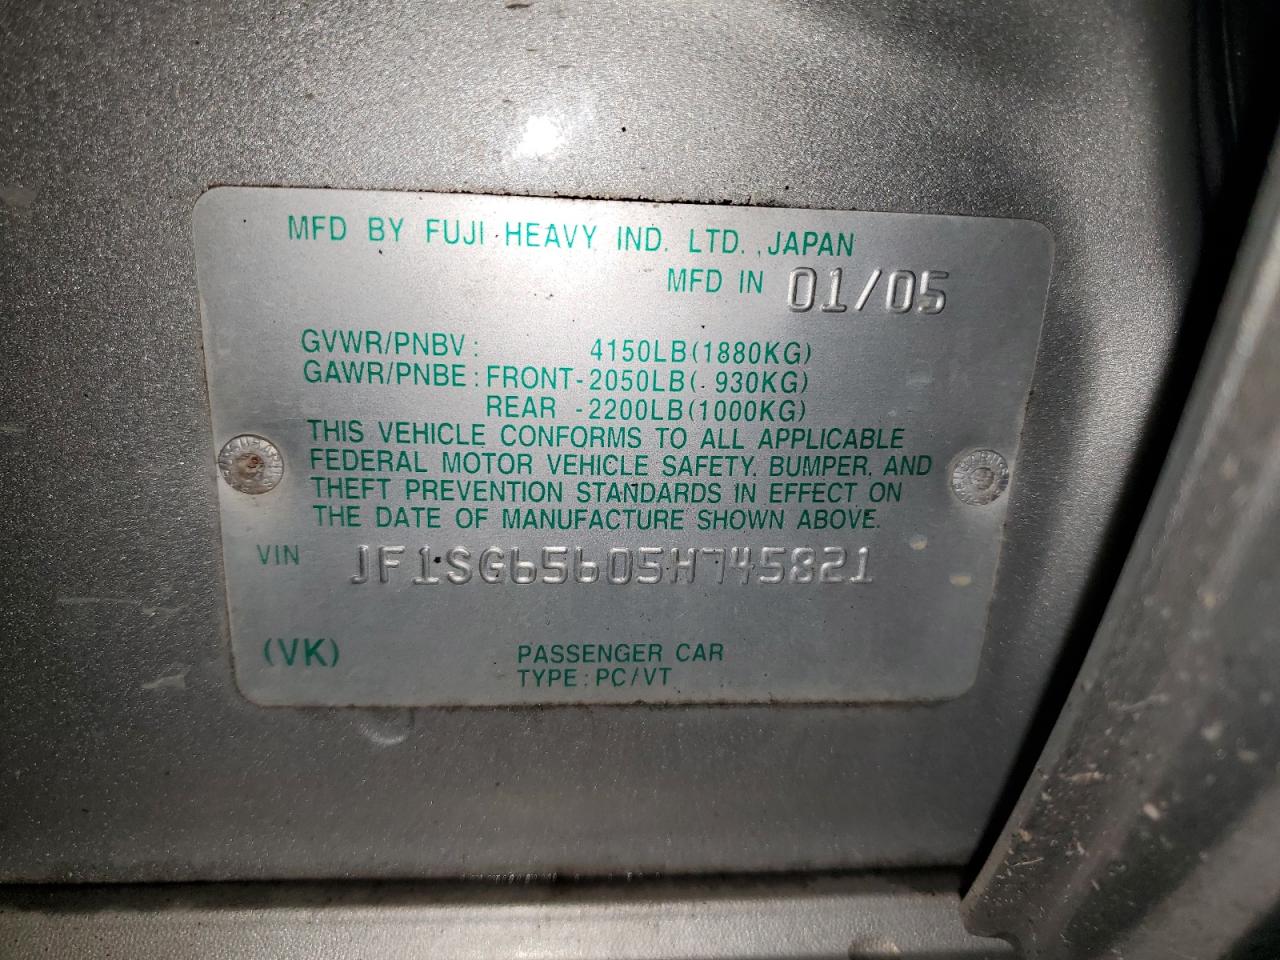 MFD BY FUJI HEAVY IND. LTD., JAPAN
MFD IN 01/05
GVWR/PNBV: 4150LB(1880KG)
GAWR/PNBE: FRONT-2050LB( 930KG)
REAR -2200LB(1000KG)
THIS VEHICLE CONFORMS TO ALL APPLICABLE
FEDERAL MOTOR VEHICLE SAFETY, BUMPER, AND
THEFT PREVENTION STANDARDS IN EFFECT ON
THE DATE OF MANUFACTURE SHOWN ABOVE.
VIN JF1SG65605H745821
(VK) PASSENGER CAR
TYPE: PC/VT